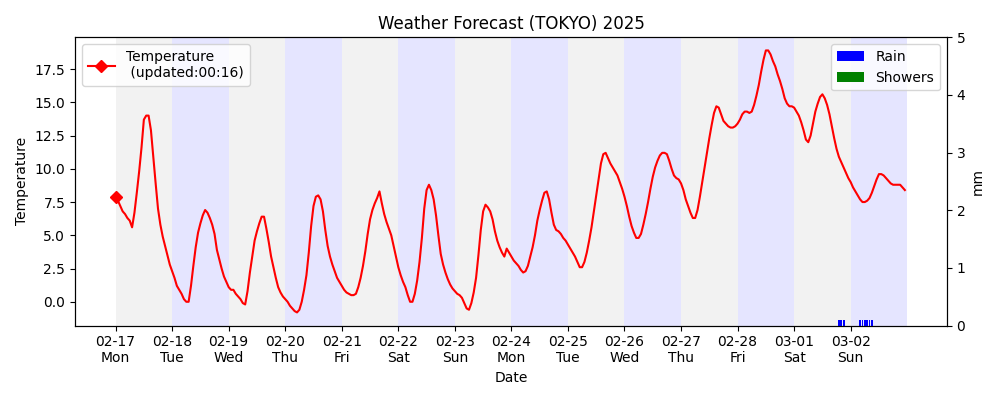 Weather Forecast (TOKYO) 2025
Temperature
(updated:00:16)
Rain
Showers
17.5
15.0
12.5
10.0
7.5
5.0
2.5
0.0
Temperature
5
4
3
2
1
0
mm
02-17 02-18 02-19 02-20 02-21 02-22 02-23 02-24 02-25 02-26 02-27 02-28 03-01 03-02
Mon Tue Wed Thu Fri Sat Sun Mon Tue Wed Thu Fri Sat Sun
Date